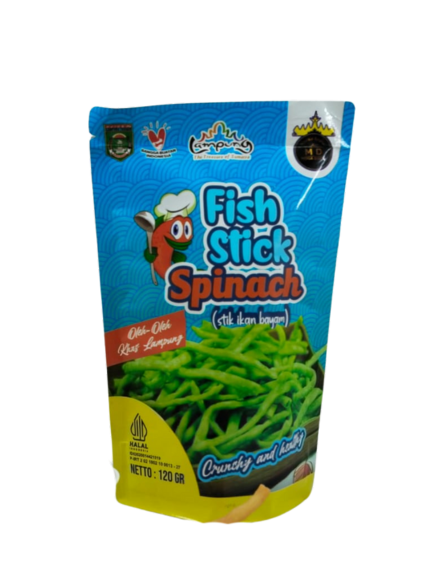 Lampung
Fish
Stick
Spinach
(stik ikan bayam)
Oleh-Oleh
Khas Lampung
Crunchy and healthy
HALAL
NETTO : 120 GR